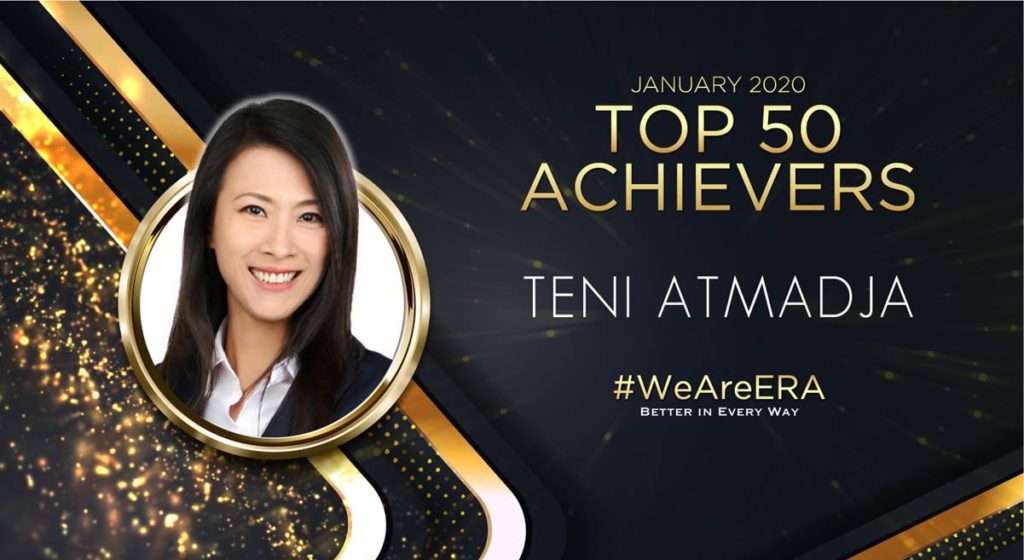 JANUARY 2020
TOP 50
ACHIEVERS
TENI ATMADJA
#WeAreERA
BETTER IN EVERY WAY